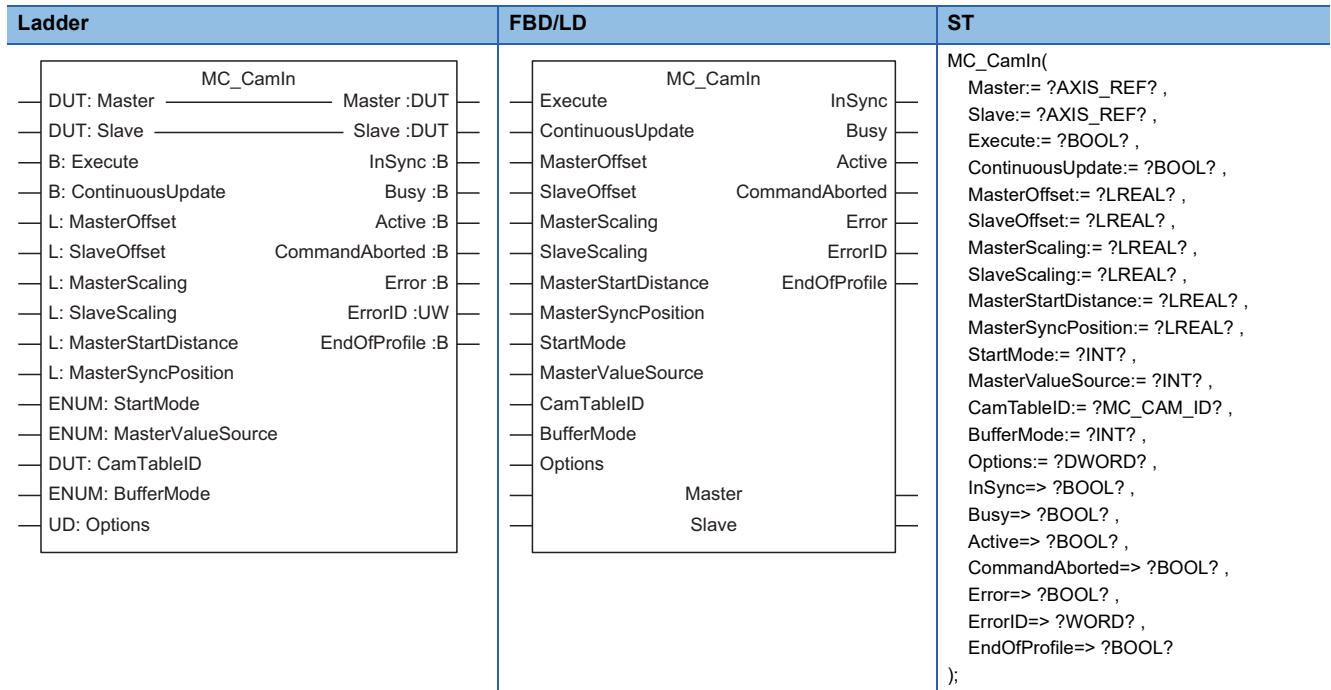 Ladder
FBD/LD
ST
MC_CamIn
DUT: Master Master :DUT
DUT: Slave Slave :DUT
B: Execute InSync :B
B: ContinuousUpdate Busy :B
L: MasterOffset Active :B
L: SlaveOffset CommandAborted :B
L: MasterScaling Error :B
L: SlaveScaling ErrorID :UW
L: MasterStartDistance EndOfProfile :B
L: MasterSyncPosition
ENUM: StartMode
ENUM: MasterValueSource
DUT: CamTableID
ENUM: BufferMode
UD: Options
MC_CamIn
Execute InSync
ContinuousUpdate Busy
MasterOffset Active
SlaveOffset CommandAborted
MasterScaling Error
SlaveScaling ErrorID
MasterStartDistance EndOfProfile
MasterSyncPosition
StartMode
MasterValueSource
CamTableID
BufferMode
Options
Master
Slave
MC_CamIn(
Master:= ?AXIS_REF? ,
Slave:= ?AXIS_REF? ,
Execute:= ?BOOL? ,
ContinuousUpdate:= ?BOOL? ,
MasterOffset:= ?LREAL? ,
SlaveOffset:= ?LREAL? ,
MasterScaling:= ?LREAL? ,
SlaveScaling:= ?LREAL? ,
MasterStartDistance:= ?LREAL? ,
MasterSyncPosition:= ?LREAL? ,
StartMode:= ?INT? ,
MasterValueSource:= ?INT? ,
CamTableID:= ?MC_CAM_ID? ,
BufferMode:= ?INT? ,
Options:= ?DWORD? ,
InSync=> ?BOOL? ,
Busy=> ?BOOL? ,
Active=> ?BOOL? ,
CommandAborted=> ?BOOL? ,
Error=> ?BOOL? ,
ErrorID=> ?WORD? ,
EndOfProfile=> ?BOOL?
);